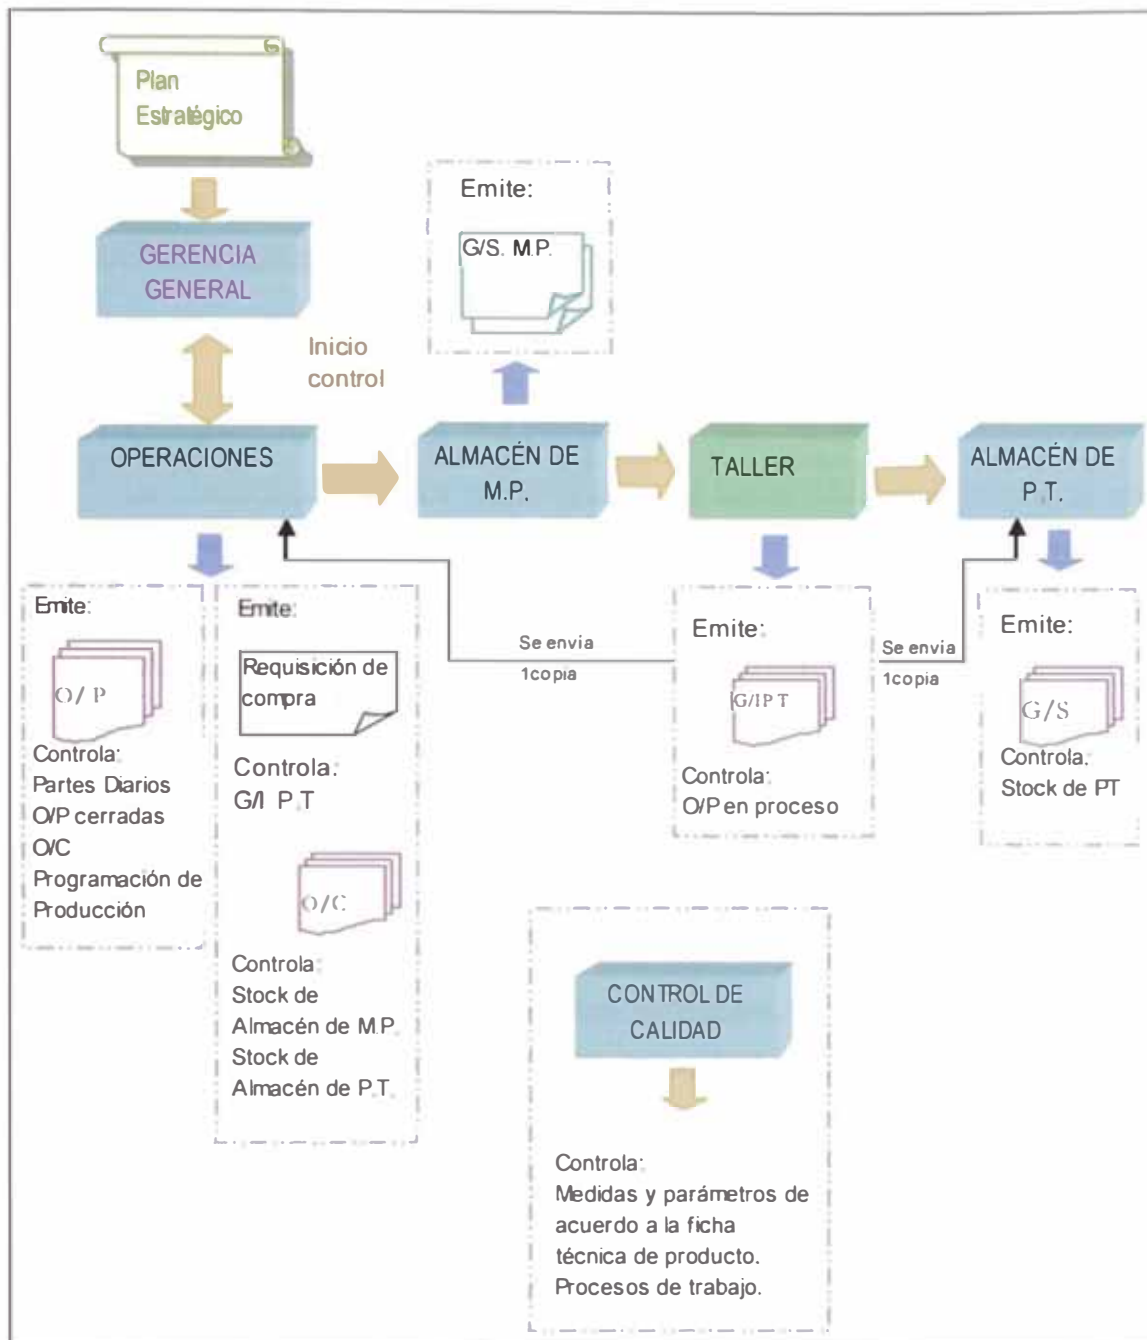 Plan
Estratégico
GERENCIA
GENERAL
Inicio
control
Emite:
G/S. M.P.
OPERACIONES
ALMACÉN DE
M.P.
TALLER
ALMACÉN DE
P.T.
Emite:
O/P
Controla:
Partes Diarios
O/P cerradas
O/C
Programación de
Producción
Emite:
Requisición de
compra
Controla.
G/I P.T
O/C
Controla:
Stock de
Almacén de M.P.
Stock de
Almacén de P.T.
Se envia
1copia
Emite:
G/IPT
Controla:
O/P en proceso
Se envia
1copia
Emite:
G/S
Controla.
Stock de PT
CONTROL DE
CALIDAD
Controla:
Medidas y parámetros de
acuerdo a la ficha
técnica de producto.
Procesos de trabajo.